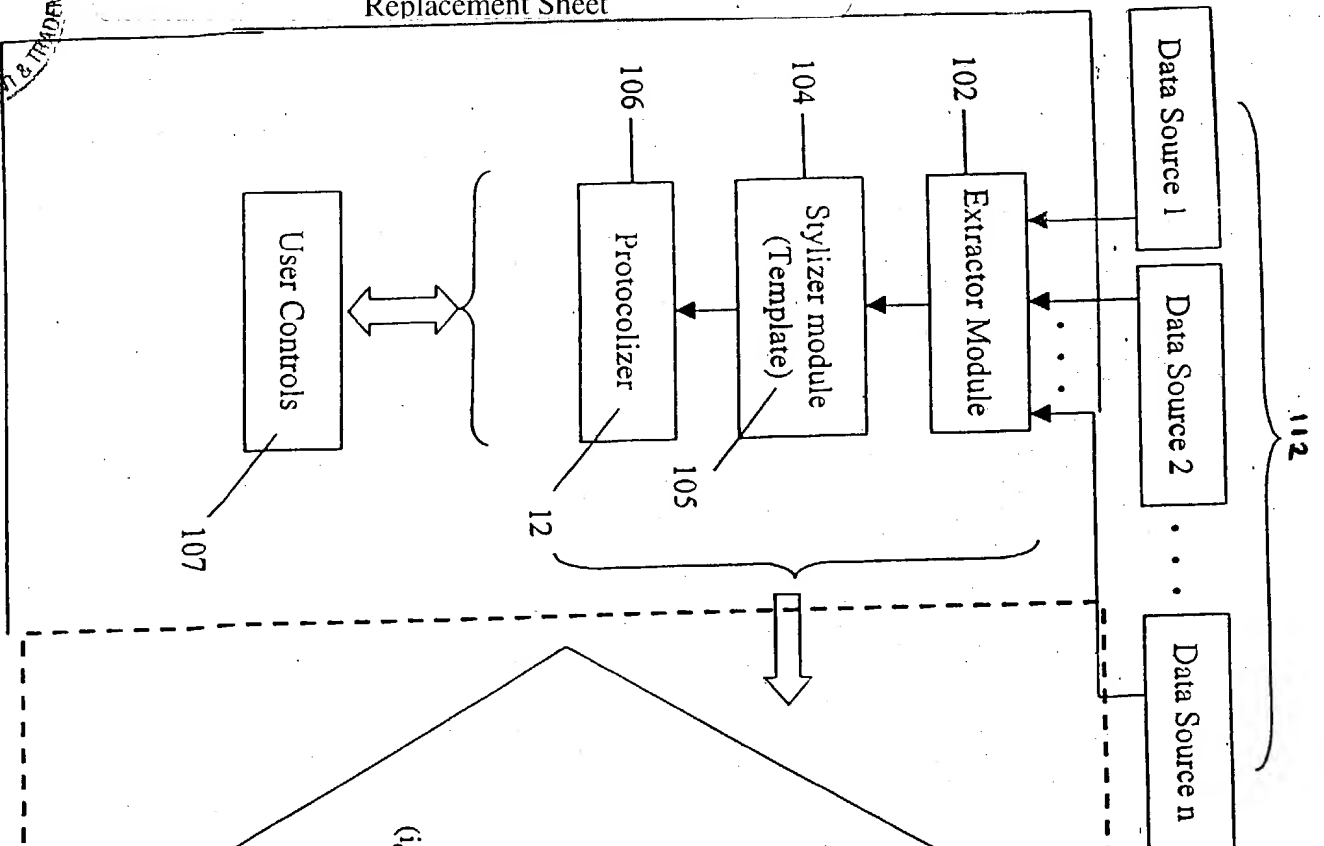 Replacement Sheet
112
Data Source 1
Data Source 2
Data Source n
102
Extractor Module
104
Stylizer module
(Template)
105
106
Protocolizer
12
User Controls
107